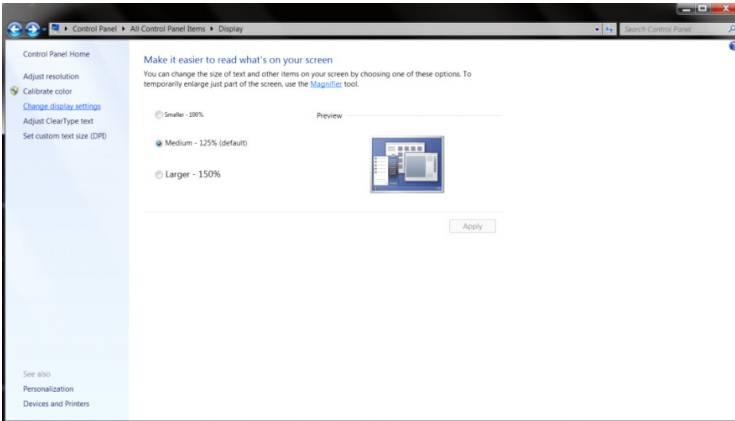 Control Panel ▸ All Control Panel Items ▸ Display
Search Control Panel
Control Panel Home
Adjust resolution
Calibrate color
Change display settings
Adjust ClearType text
Set custom text size (DPI)
See also
Personalization
Devices and Printers
Make it easier to read what's on your screen
You can change the size of text and other items on your screen by choosing one of these options. To
temporarily enlarge just part of the screen, use the Magnifier tool.
Smaller - 100%
Preview
Medium - 125% (default)
Larger - 150%
Apply